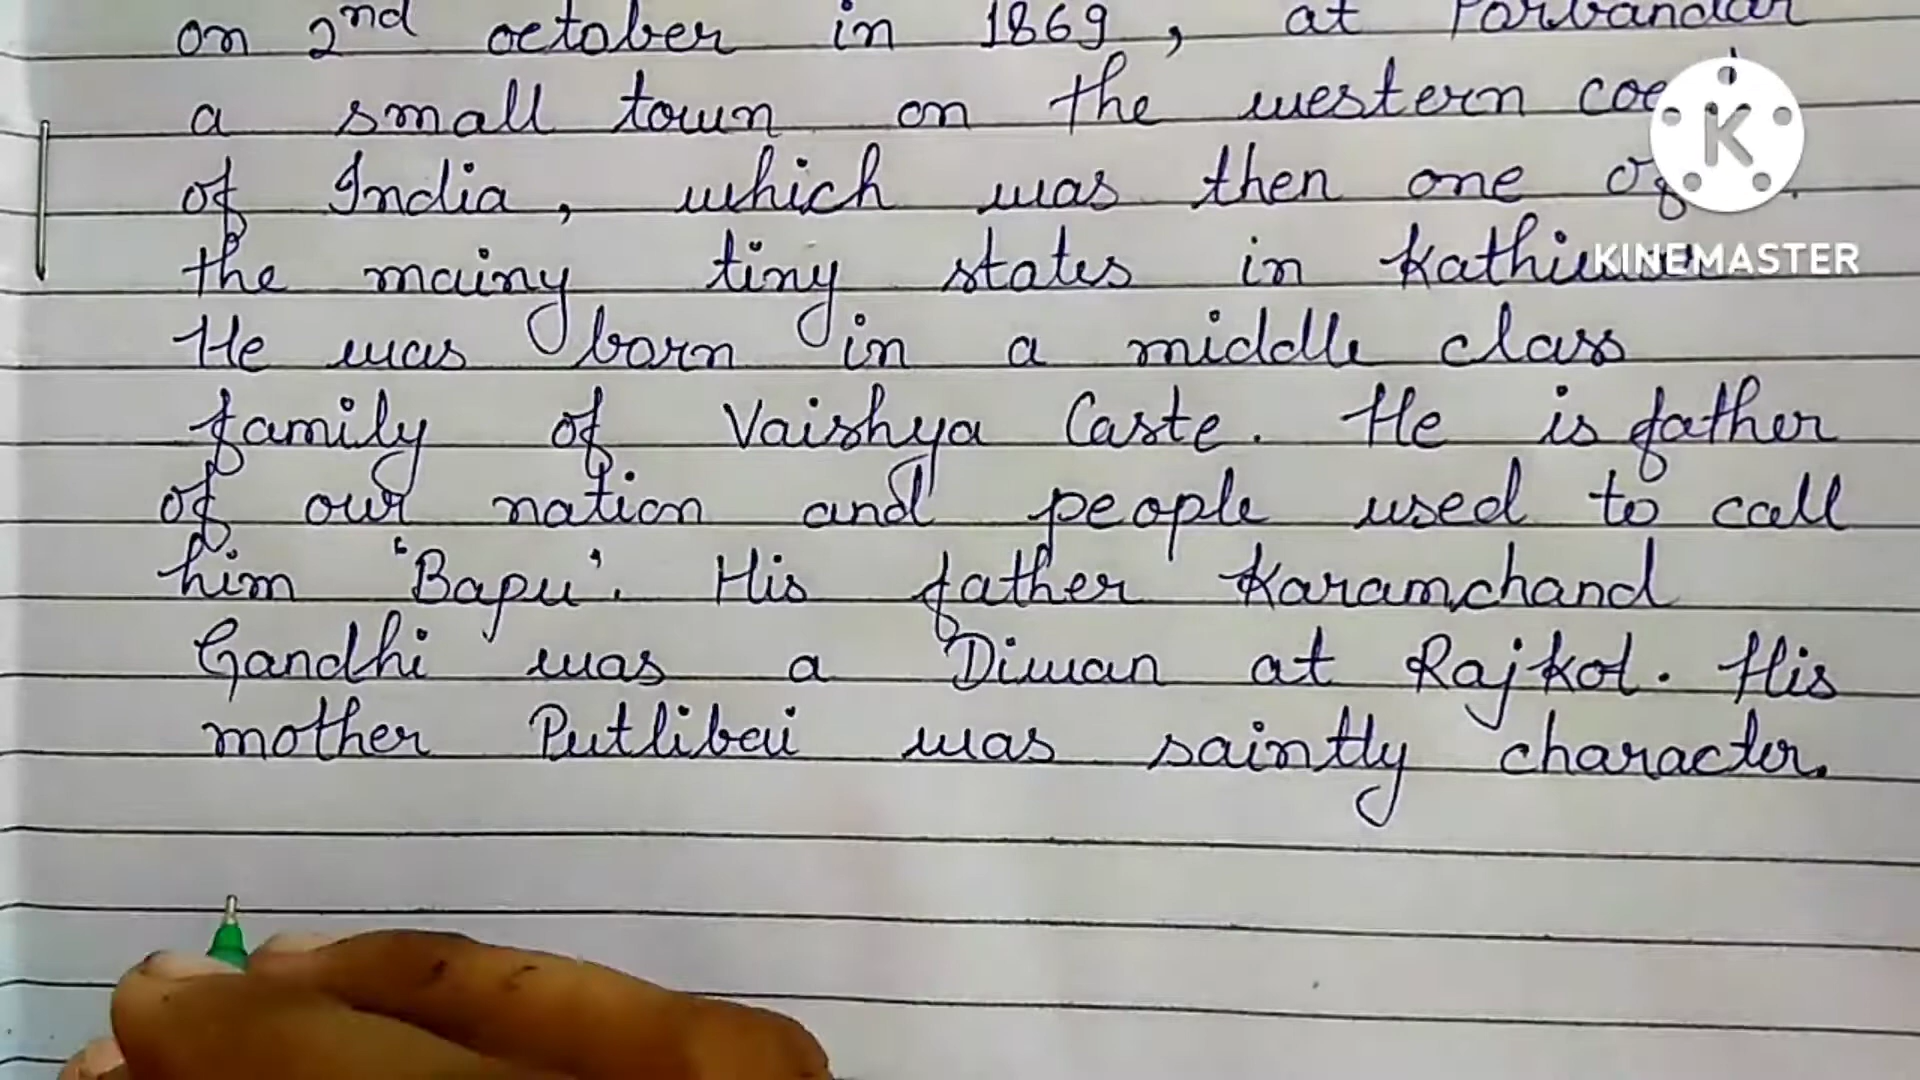 on 2nd october in 1869, at Porbandar
a small town on the western
of India, which was then one of
the mainy tiny states in
He was born in a middle class
family of Vaishya Caste. He is father
of our nation and people used to call
him 'Bapu'. His father Karamchand
Gandhi was a Diwan at Rajkot. His
mother Putlibai was saintly character.
KINEMASTER